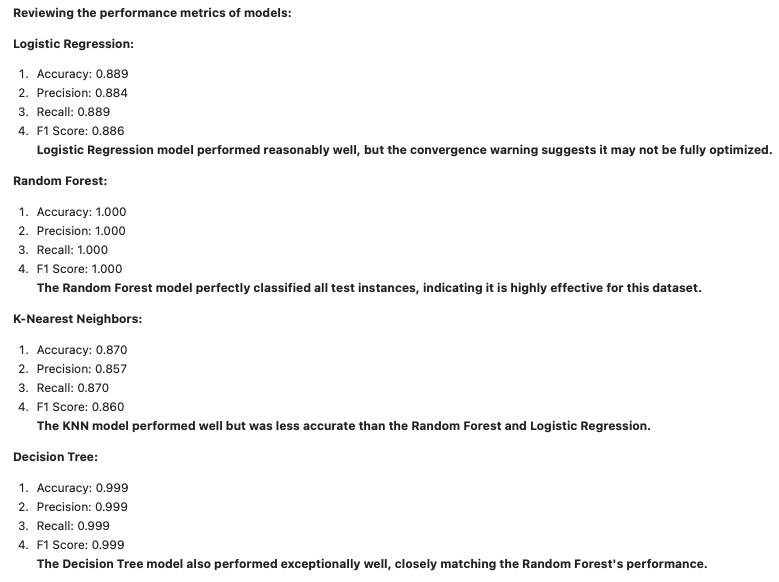 Reviewing the performance metrics of models:
Logistic Regression:
1. Accuracy: 0.889
2. Precision: 0.884
3. Recall: 0.889
4. F1 Score: 0.886
Logistic Regression model performed reasonably well, but the convergence warning suggests it may not be fully optimized.
Random Forest:
1. Accuracy: 1.000
2. Precision: 1.000
3. Recall: 1.000
4. F1 Score: 1.000
The Random Forest model perfectly classified all test instances, indicating it is highly effective for this dataset.
K-Nearest Neighbors:
1. Accuracy: 0.870
2. Precision: 0.857
3. Recall: 0.870
4. F1 Score: 0.860
The KNN model performed well but was less accurate than the Random Forest and Logistic Regression.
Decision Tree:
1. Accuracy: 0.999
2. Precision: 0.999
3. Recall: 0.999
4. F1 Score: 0.999
The Decision Tree model also performed exceptionally well, closely matching the Random Forest's performance.